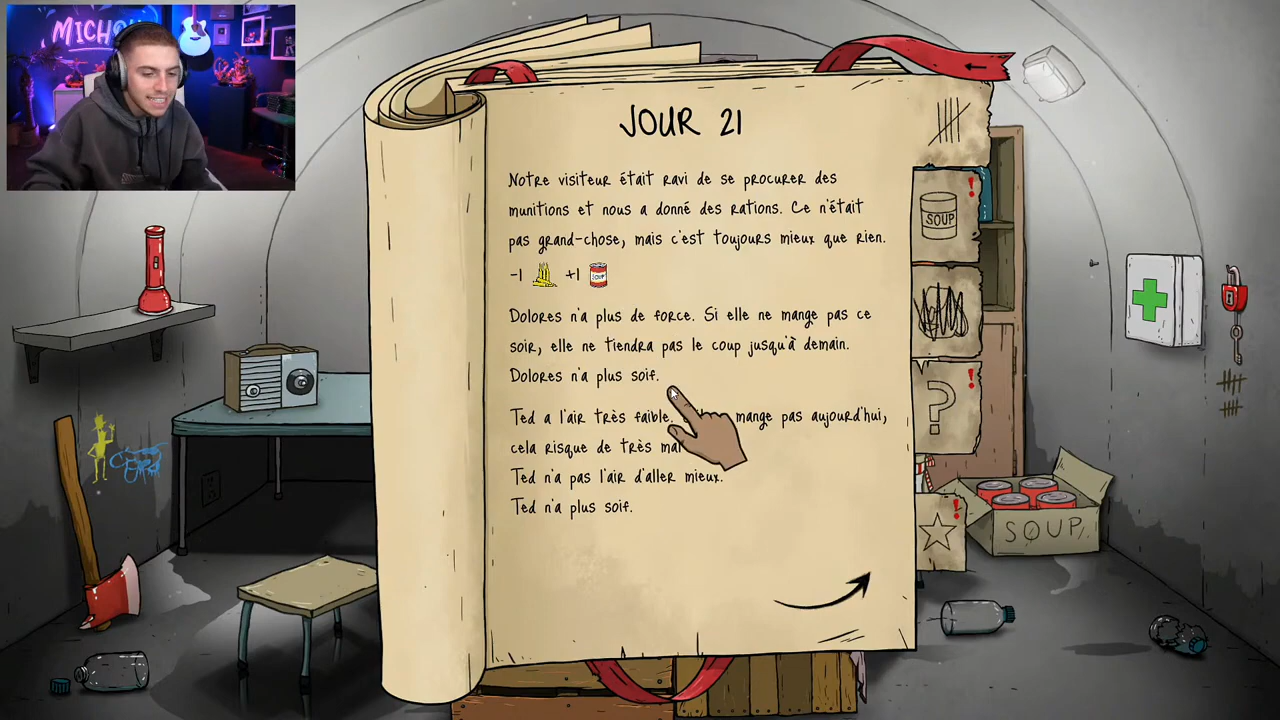 MICHOU
JOUR 21
Notre visiteur était ravi de se procurer des
munitions et nous a donné des rations. Ce n'était
pas grand-chose, mais c'est toujours mieux que rien.
-1 +1 SOUP
Dolores n'a plus de force. Si elle ne mange pas ce
soir, elle ne tiendra pas le coup jusqu'à demain.
Dolores n'a plus soif.
Ted a l'air très faible. mange pas aujourd'hui,
cela risque de très mal
Ted n'a pas l'air d'aller mieux.
Ted n'a plus soif.
SOUP
!
?
!
!
SOUP